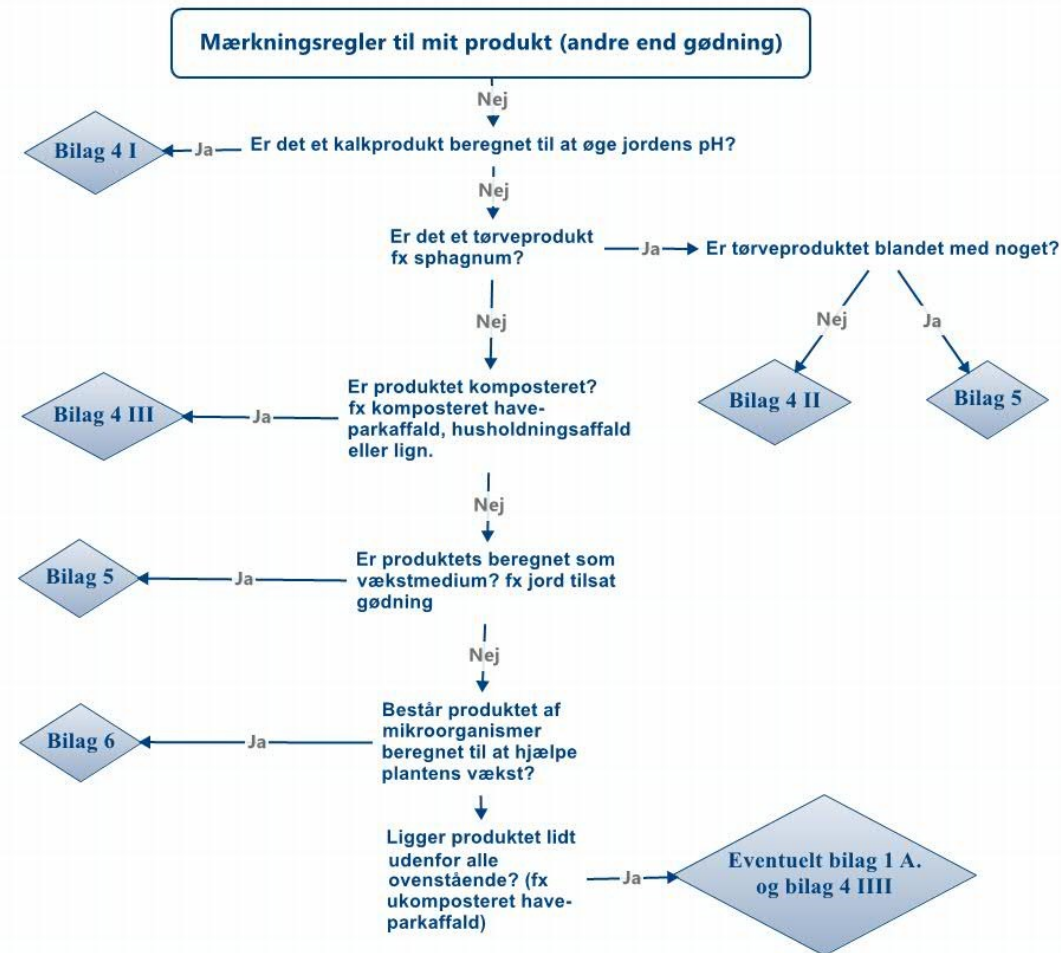 Mærkningsregler til mit produkt (andre end gødning)
Nej
Bilag 4 I
Ja
Er det et kalkprodukt beregnet til at øge jordens pH?
Nej
Er det et tørveprodukt
fx sphagnum?
Ja
Er tørveproduktet blandet med noget?
Nej
Nej
Ja
Bilag 4 III
Ja
Er produktet komposteret?
fx komposteret have-
parkaffald, husholdningsaffald
eller lign.
Bilag 4 II
Bilag 5
Nej
Bilag 5
Ja
Er produktets beregnet som
vækstmedium? fx jord tilsat
gødning
Nej
Bilag 6
Ja
Består produktet af
mikroorganismer
beregnet til at hjælpe
plantens vækst?
Ligger produktet lidt
udenfor alle
ovenstående? (fx
ukomposteret have-
parkaffald)
Ja
Eventuelt bilag 1 A.
og bilag 4 IIII